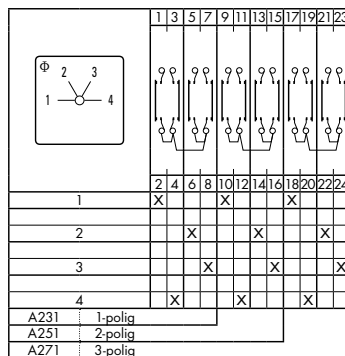 1 3 5 7 9 11 13 15 17 19 21 23
Φ
2 3
1 4
2 4 6 8 10 12 14 16 18 20 22 24
1 X X X
2 X X X
3 X X X
4 X X X
A231 1-polig
A251 2-polig
A271 3-polig